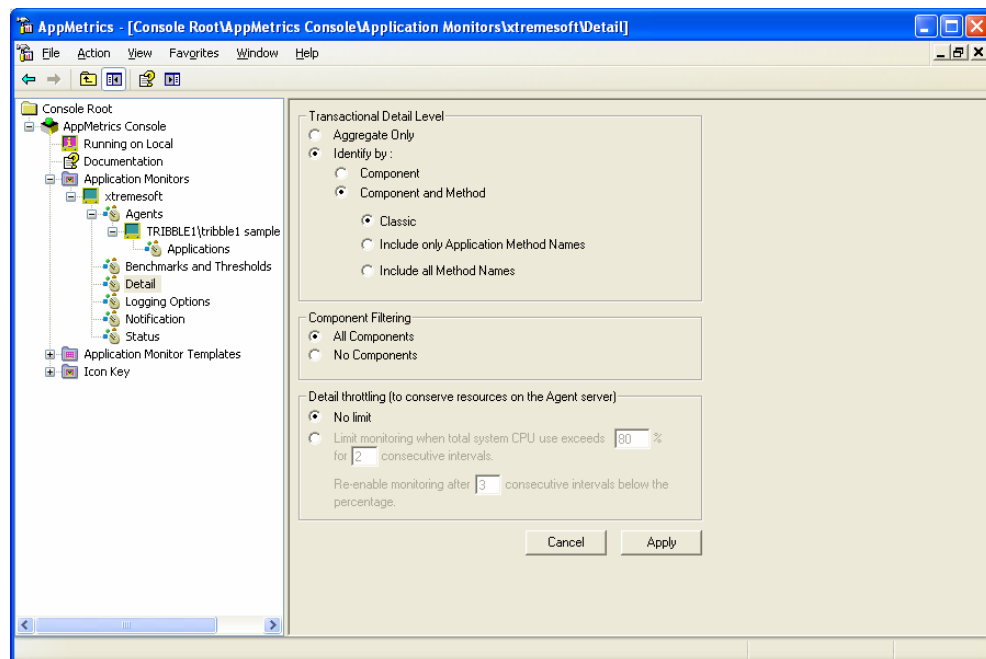 AppMetrics - [Console Root\AppMetrics Console\Application Monitors\xtremesoft\Detail]
File Action View Favorites Window Help
Console Root
AppMetrics Console
Running on Local
Documentation
Application Monitors
xtremesoft
Agents
TRIBBLE1\tribble1 sample
Applications
Benchmarks and Thresholds
Detail
Logging Options
Notification
Status
Application Monitor Templates
Icon Key
Transactional Detail Level
Aggregate Only
Identify by :
Component
Component and Method
Classic
Include only Application Method Names
Include all Method Names
Component Filtering
All Components
No Components
Detail throttling (to conserve resources on the Agent server)
No limit
Limit monitoring when total system CPU use exceeds 80 %
for 2 consecutive intervals.
Re-enable monitoring after 3 consecutive intervals below the
percentage.
Cancel Apply